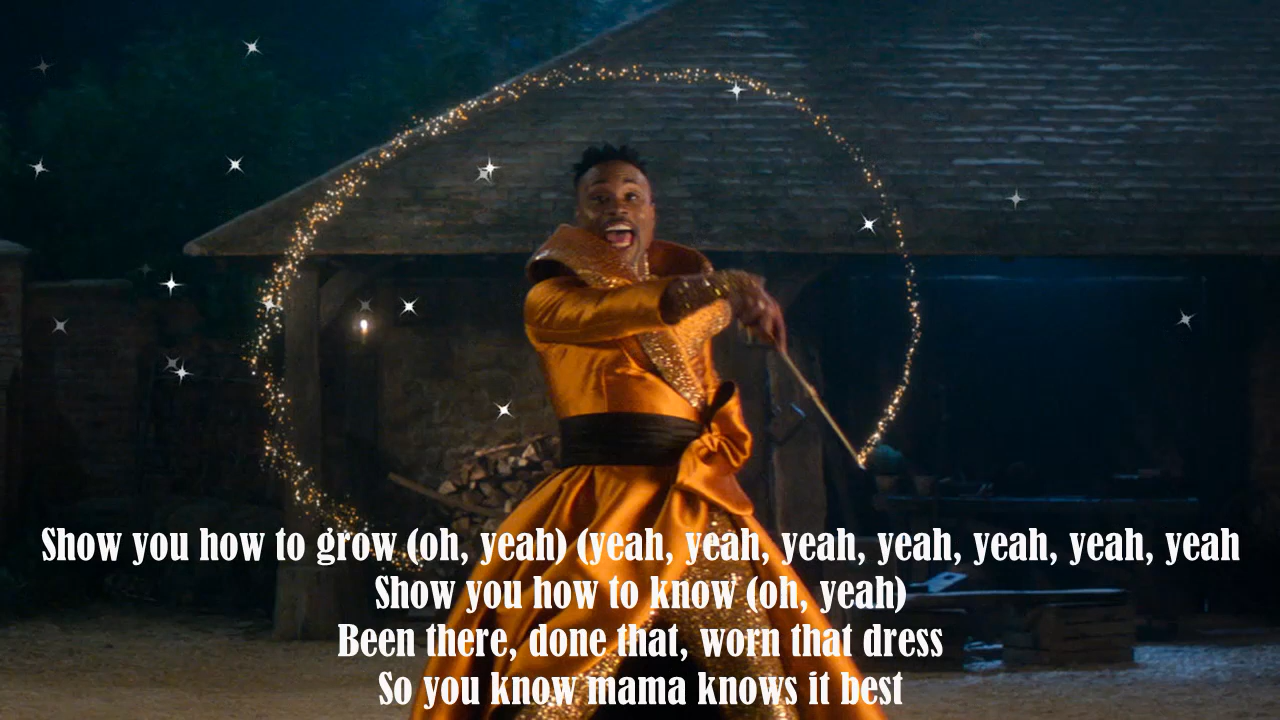 Show you how to grow (oh, yeah) (yeah, yeah, yeah, yeah, yeah, yeah, yeah
Show you how to know (oh, yeah)
Been there, done that, worn that dress
So you know mama knows it best